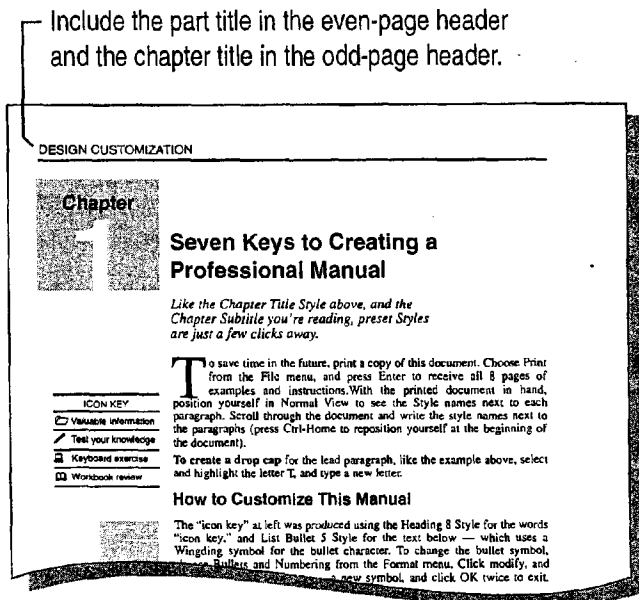 Include the part title in the even-page header
and the chapter title in the odd-page header.
DESIGN CUSTOMIZATION
Chapter
1
Seven Keys to Creating a
Professional Manual
Like the Chapter Title Style above, and the
Chapter Subtitle you're reading, preset Styles
are just a few clicks away.
To save time in the future, print a copy of this document. Choose Print
from the File menu, and press Enter to receive all 8 pages of
examples and instructions.With the printed document in hand,
position yourself in Normal View to see the Style names next to each
paragraph. Scroll through the document and write the style names next to
the paragraphs (press Ctrl-Home to reposition yourself at the beginning of
the document).
ICON KEY
Valuable information
Test your knowledge
Keyboard exercise
Workbook review
To create a drop cap for the lead paragraph, like the example above, select
and highlight the letter T, and type a new letter.
How to Customize This Manual
The "icon key" at left was produced using the Heading 8 Style for the words
"icon key," and List Bullet 5 Style for the text below — which uses a
Wingding symbol for the bullet character. To change the bullet symbol,
Bullets and Numbering from the Format menu. Click modify, and
new symbol, and click OK twice to exit.